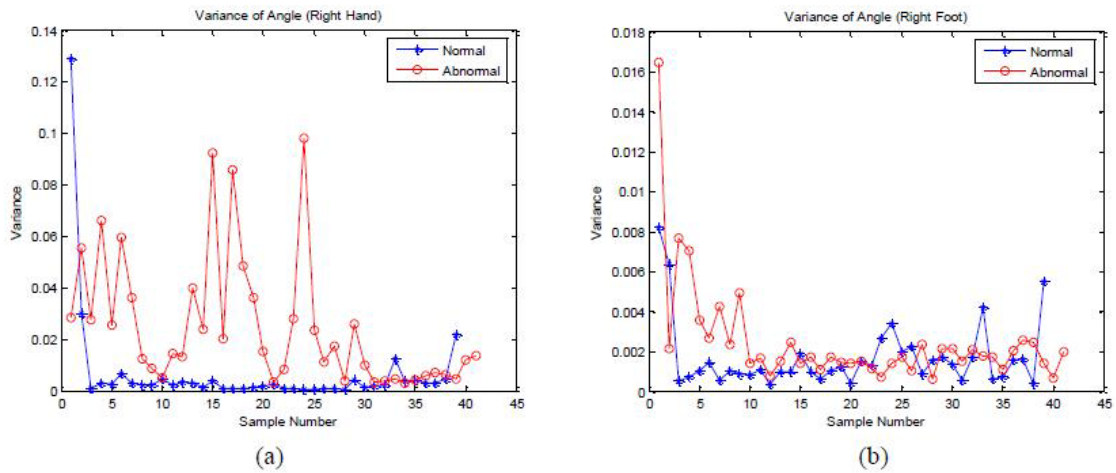 Variance of Angle (Right Hand)
0.14
0.12
0.1
0.08
0.06
0.04
0.02
0
Variance
Normal
Abnormal
0 5 10 15 20 25 30 35 40 45
Sample Number
(a)
Variance of Angle (Right Foot)
0.018
0.016
0.014
0.012
0.010
0.008
0.006
0.004
0.002
0
Variance
Normal
Abnormal
0 5 10 15 20 25 30 35 40 45
Sample Number
(b)